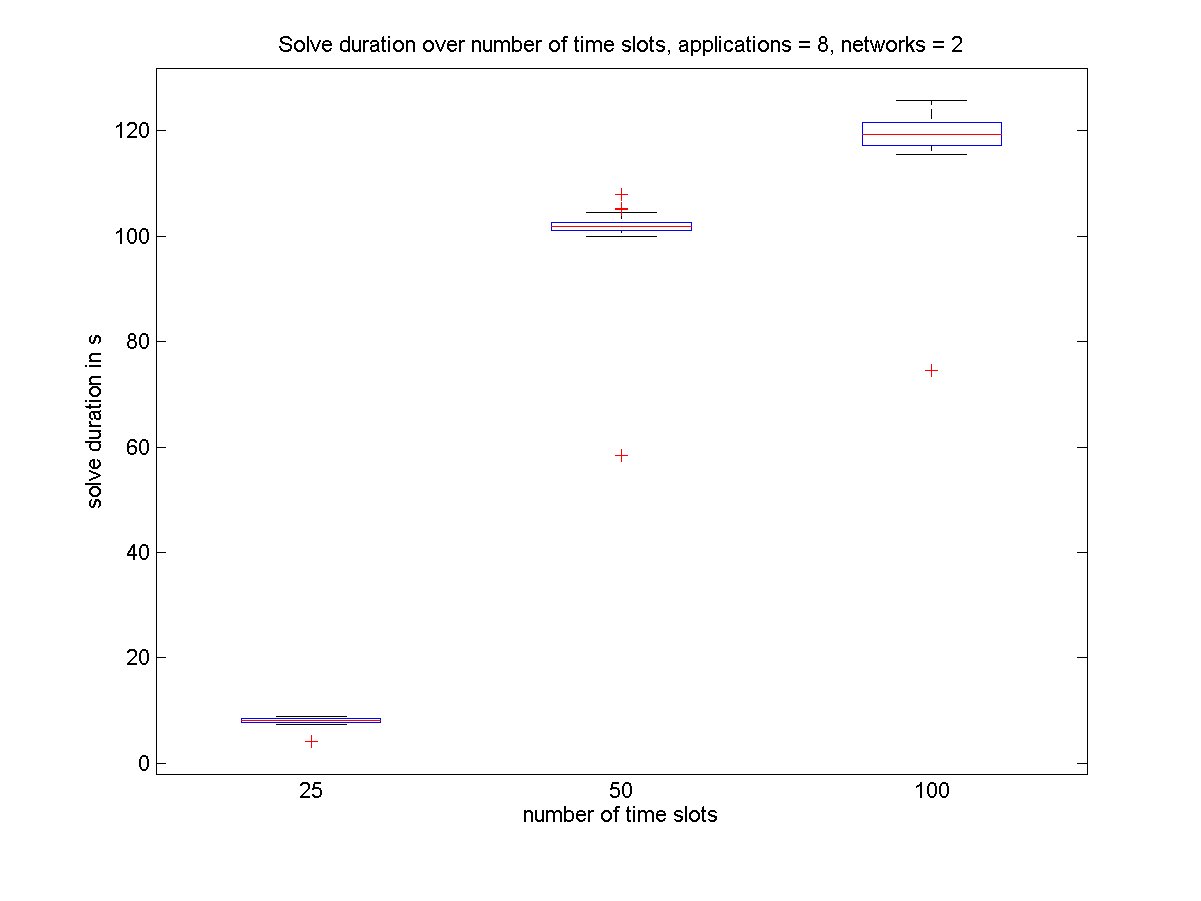 Solve duration over number of time slots, applications = 8, networks = 2
120
100
80
60
40
20
0
solve duration in s
25 50 100
number of time slots